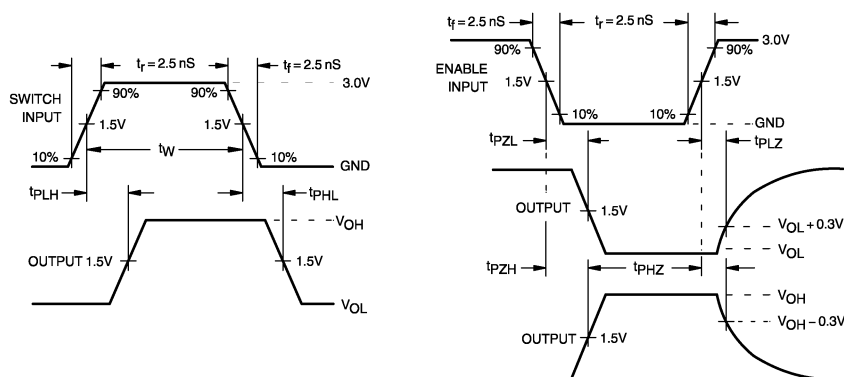 tr = 2.5 nS
tf = 2.5 nS
3.0V
90%
90%
SWITCH
INPUT
1.5V
1.5V
10%
tW
10%
GND
tPLH
tPHL
VOH
OUTPUT 1.5V
1.5V
VOL
tf = 2.5 nS
tr = 2.5 nS
3.0V
90%
90%
ENABLE
INPUT
1.5V
1.5V
10%
10%
GND
tPZL
tPLZ
OUTPUT
1.5V
VOL + 0.3V
VOL
tPZH
tPHZ
VOH
VOH – 0.3V
OUTPUT
1.5V